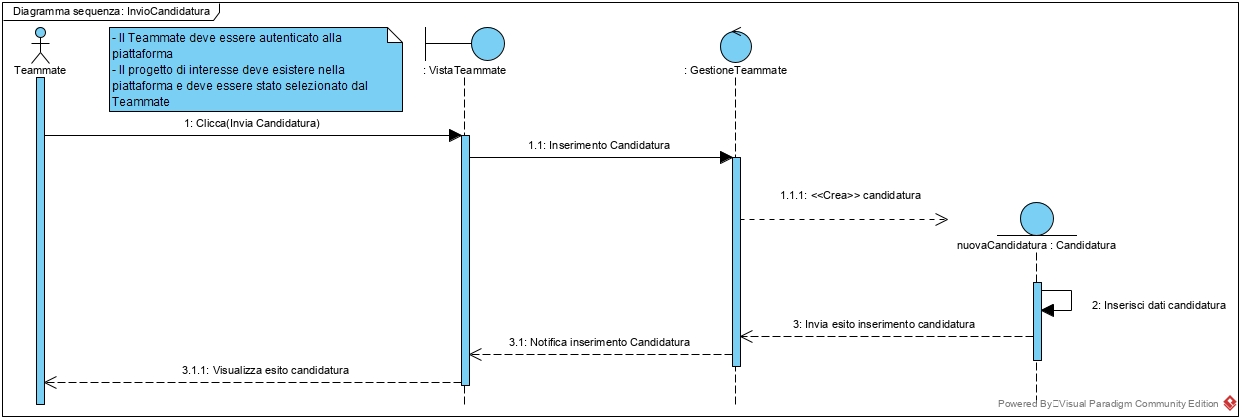 Diagramma sequenza: InvioCandidatura
- Il Teammate deve essere autenticato alla
piattaforma
- Il progetto di interesse deve esistere nella
piattaforma e deve essere stato selezionato dal
Teammate
Teammate
: VistaTeammate
: GestioneTeammate
1: Clicca(Invia Candidatura)
1.1: Inserimento Candidatura
1.1.1: <<Crea>> candidatura
nuovaCandidatura : Candidatura
2: Inserisci dati candidatura
3: Invia esito inserimento candidatura
3.1: Notifica inserimento Candidatura
3.1.1: Visualizza esito candidatura
Powered By Visual Paradigm Community Edition